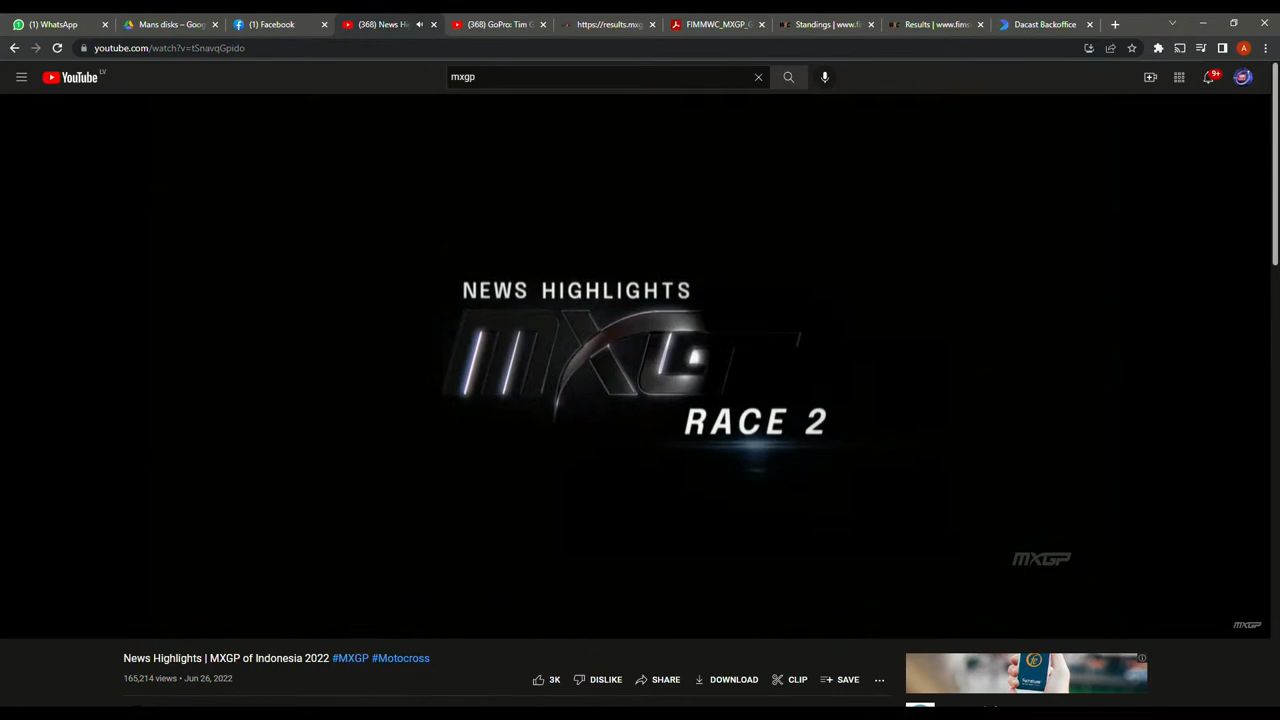 (1) WhatsApp
Mans disks – Goog
(1) Facebook
(368) News Hi
(368) GoPro: Tim G
https://results.mxg
FIMMWC_MXGP_G
Standings | www.fi
Results | www.fims
Dacast Backoffice
youtube.com/watch?v=tSnavqGpido
A
YouTube LV
mxgp
9+
NEWS HIGHLIGHTS
MXGP
RACE 2
MXGP
MXGP
News Highlights | MXGP of Indonesia 2022 #MXGP #Motocross
165,214 views • Jun 26, 2022
3K
DISLIKE
SHARE
DOWNLOAD
CLIP
SAVE